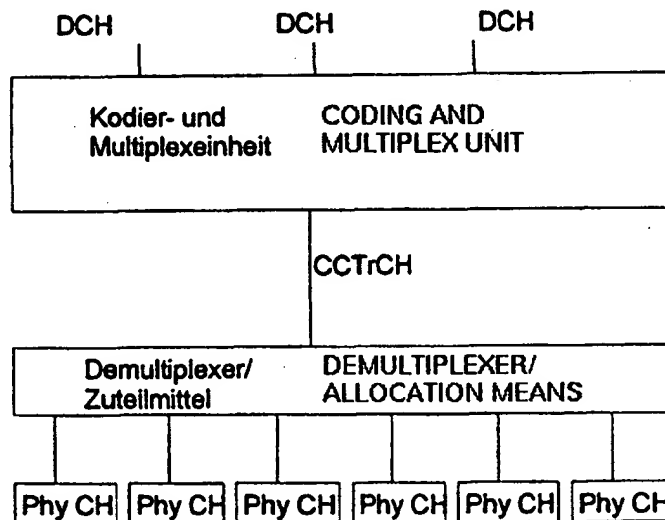 DCH DCH DCH
Kodier- und CODING AND
Multiplexeinheit MULTIPLEX UNIT
CCTrCH
Demultiplexer/ DEMULTIPLEXER/
Zuteilmittel ALLOCATION MEANS
Phy CH Phy CH Phy CH Phy CH Phy CH Phy CH